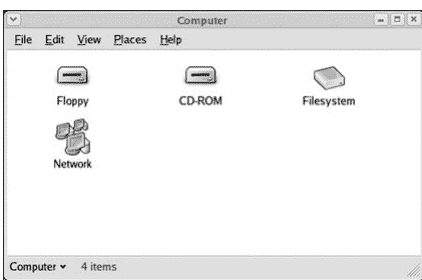 Computer
File Edit View Places Help
Floppy CD-ROM Filesystem
Network
Computer 4 items